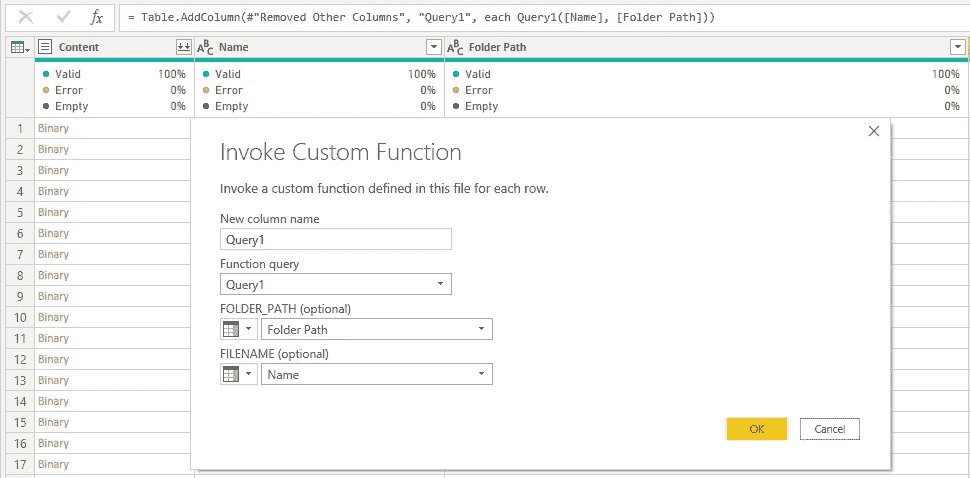 fx = Table.AddColumn(#"Removed Other Columns", "Query1", each Query1([Name], [Folder Path]))
Content ABC Name ABC Folder Path
Valid 100% Valid 100% Valid 100%
Error 0% Error 0% Error 0%
Empty 0% Empty 0% Empty 0%
1 Binary
2 Binary
3 Binary
4 Binary
5 Binary
6 Binary
7 Binary
8 Binary
9 Binary
10 Binary
11 Binary
12 Binary
13 Binary
14 Binary
15 Binary
16 Binary
17 Binary
Invoke Custom Function
Invoke a custom function defined in this file for each row.
New column name
Query1
Function query
Query1
FOLDER_PATH (optional)
Folder Path
FILENAME (optional)
Name
OK Cancel